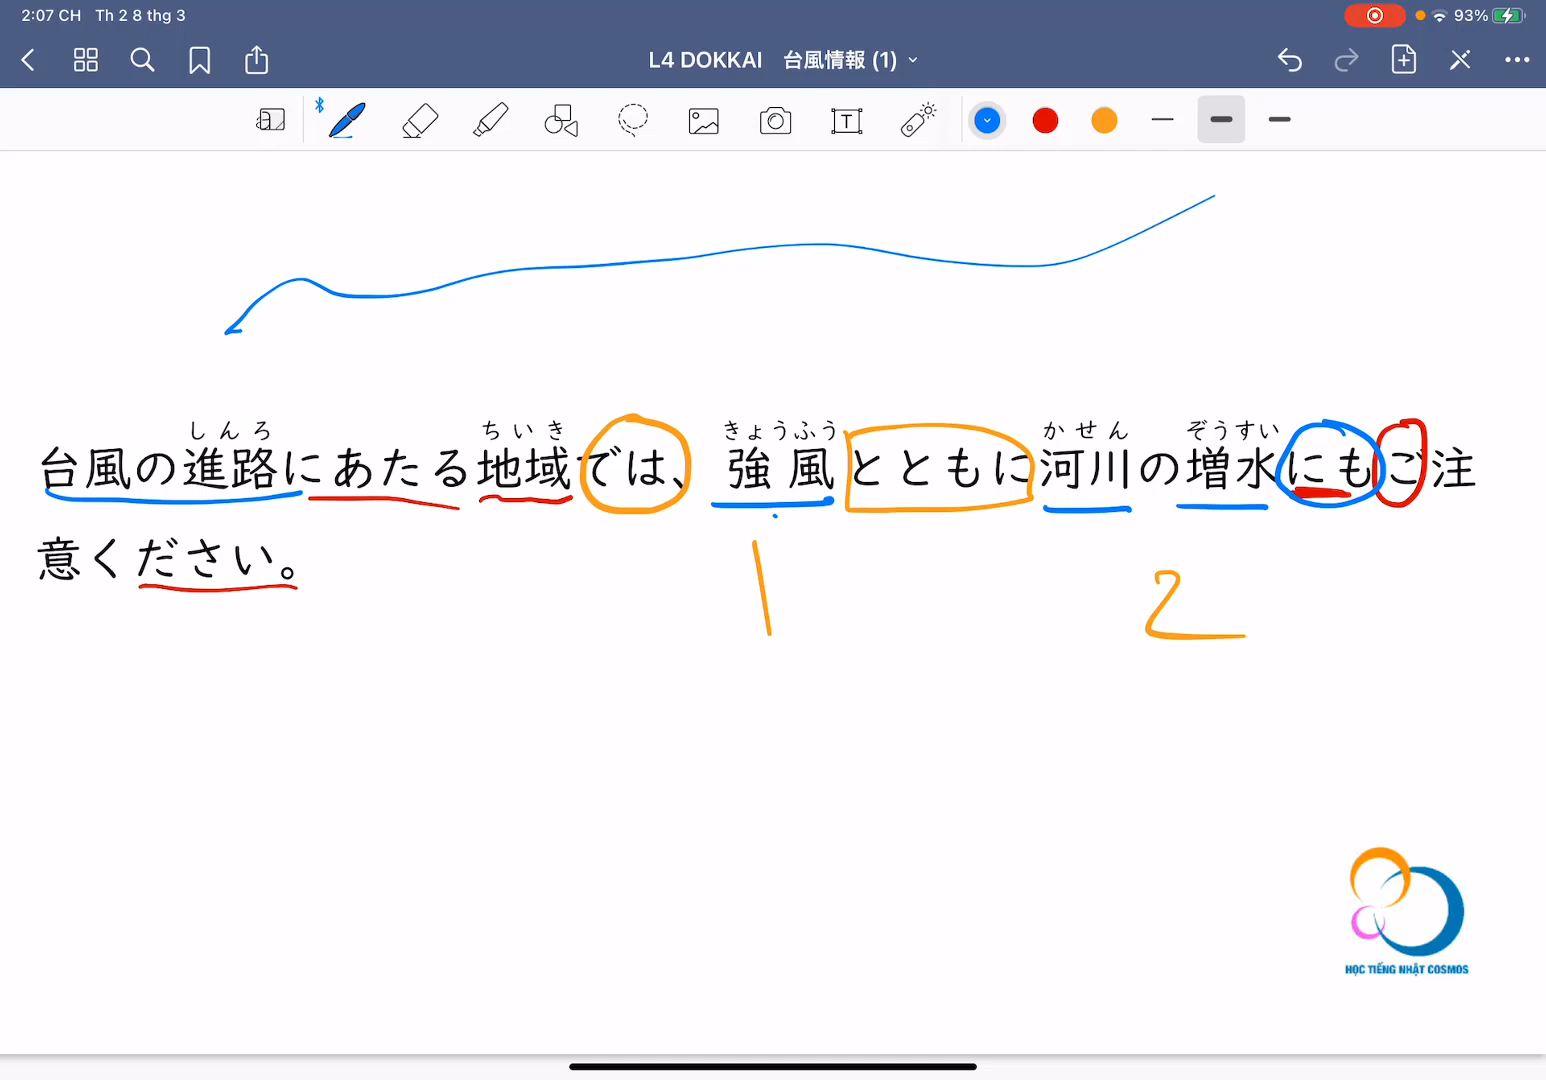 2:07 CH Th 2 8 thg 3
93%
L4 DOKKAI 台風情報 (1)
T
しんろ ちいき きょうふう かせん ぞうすい
台風の進路にあたる地域では、強風とともに河川の増水にもご注
意ください。
1 2
HỌC TIẾNG NHẬT COSMOS